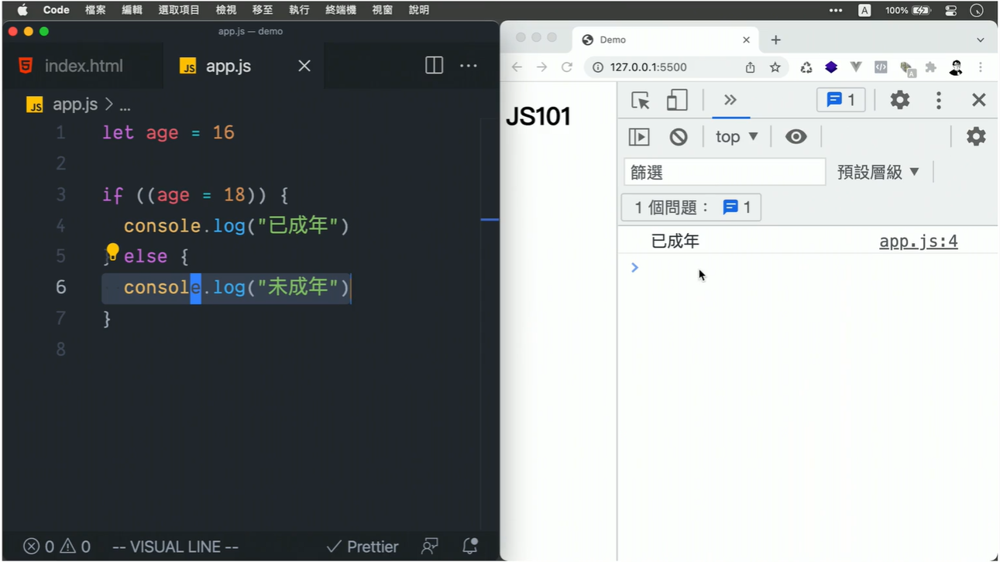 Code 檔案 編輯 選取項目 檢視 移至 執行 終端機 視窗 說明 A 100%
app.js — demo
index.html
JS app.js
JS app.js > ...
1 let age = 16
2
3 if ((age = 18)) {
4 console.log("已成年")
5 } else {
6 console.log("未成年")
7 }
8
0 0 -- VISUAL LINE -- Prettier
Demo
127.0.0.1:5500
JS101
1
top
篩選
預設層級
1 個問題： 1
已成年 app.js:4